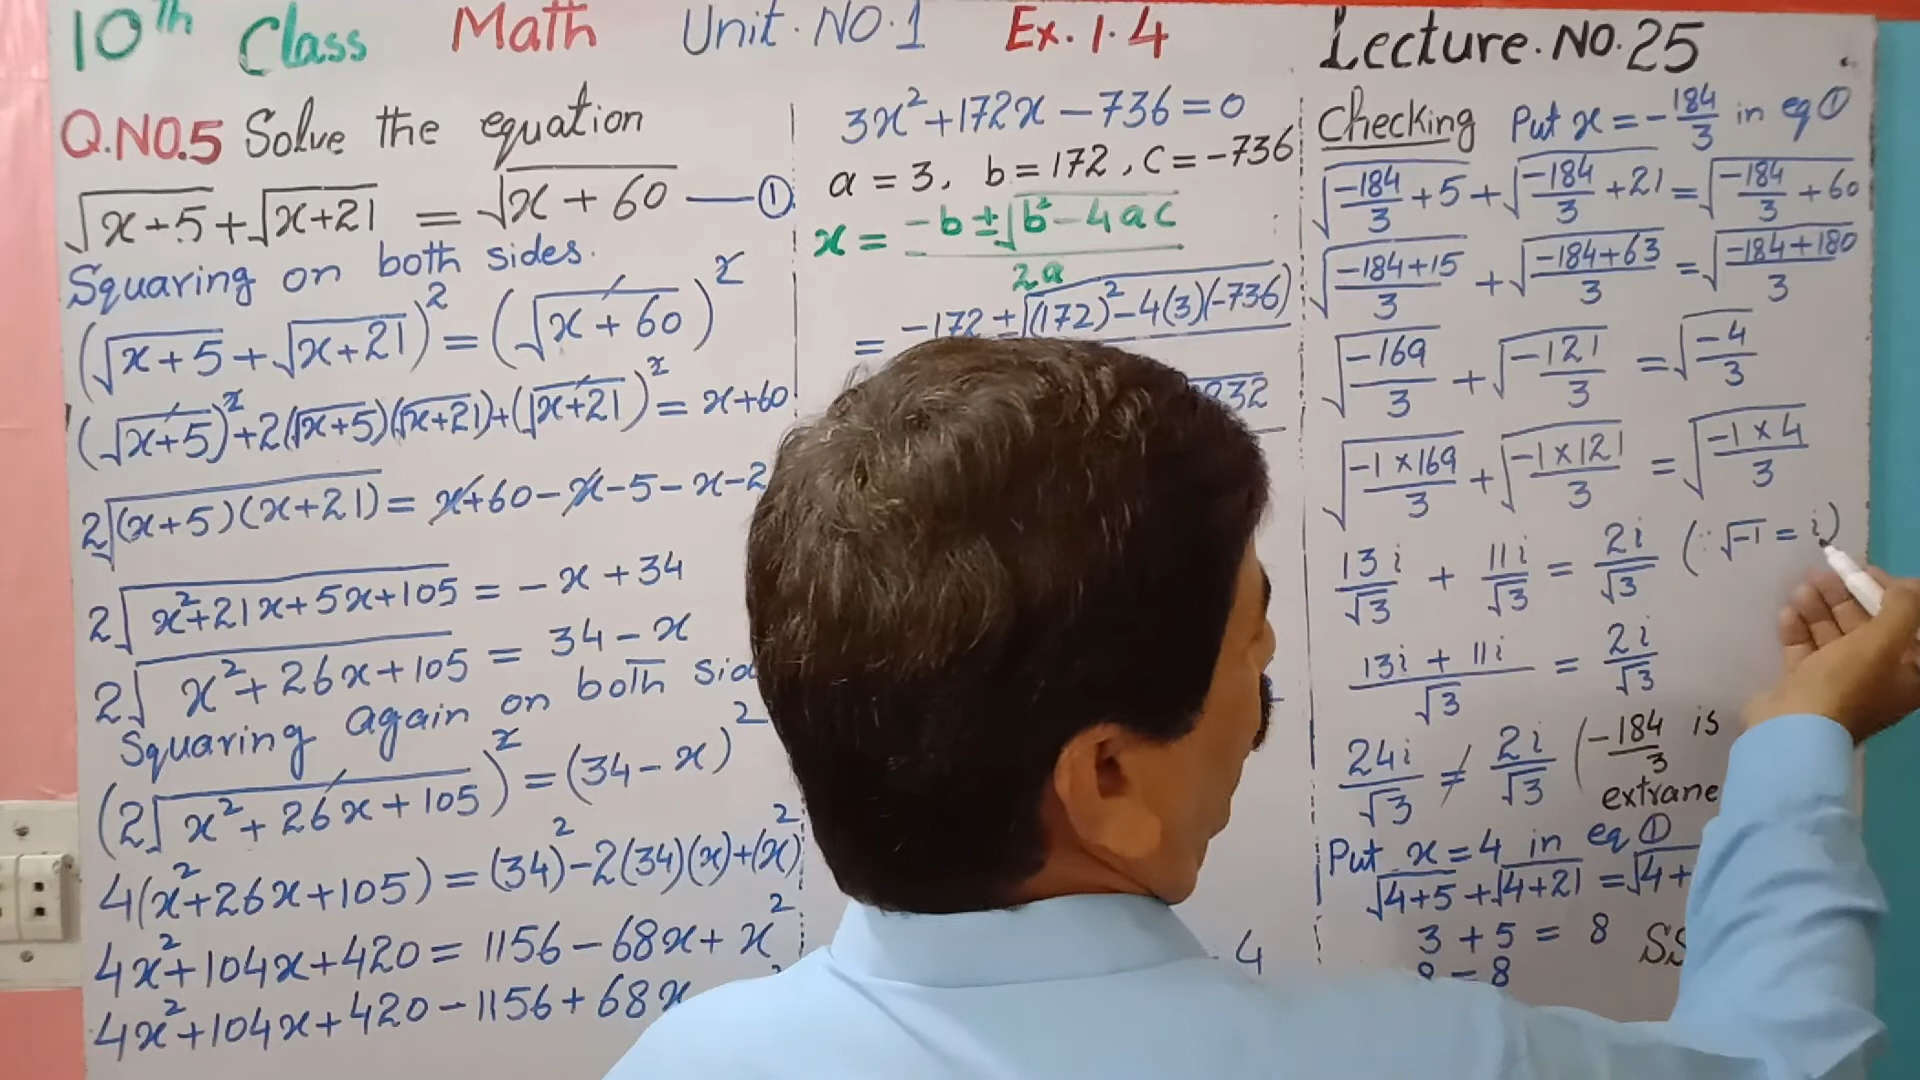 10th Class Math Unit. NO.1 Ex. 1.4 Lecture. NO. 25
Q.NO.5 Solve the equation
√(x+5) + √(x+21) = √(x+60) — ①
Squaring on both sides.
(√(x+5) + √(x+21))² = (√(x+60))²
(√(x+5))² + 2(√(x+5))(√(x+21)) + (√(x+21))² = x+60
2√((x+5)(x+21)) = x+60-x-5-x-2
2√(x²+21x+5x+105) = -x+34
2√(x²+26x+105) = 34-x
Squaring again on both
(2√(x²+26x+105))² = (34-x)²
4(x²+26x+105) = (34)²-2(34)(x)+(x)²
4x²+104x+420 = 1156-68x+x²
4x²+104x+420-1156+68x
3x²+172x-736=0
a = 3, b = 172, C = -736
x = (-b±√(b²-4ac))/2a
= -172±√((172)²-4(3)(-736))
832
4
Checking Put x = -184/3 in eq ①
√(-184/3 +5) + √(-184/3 +21) = √(-184/3 +60)
√((-184+15)/3) + √((-184+63)/3) = √((-184+180)/3)
√(-169/3) + √(-121/3) = √(-4/3)
√((-1×169)/3) + √((-1×121)/3) = √((-1×4)/3)
13i/√3 + 11i/√3 = 2i/√3 (∵ √-1 = i)
(13i + 11i)/√3 = 2i/√3
24i/√3 ≠ 2i/√3 (-184/3 is
extrane
Put x=4 in eq ①
√(4+5) + √(4+21) = √(4+
3 + 5 = 8
8 = 8